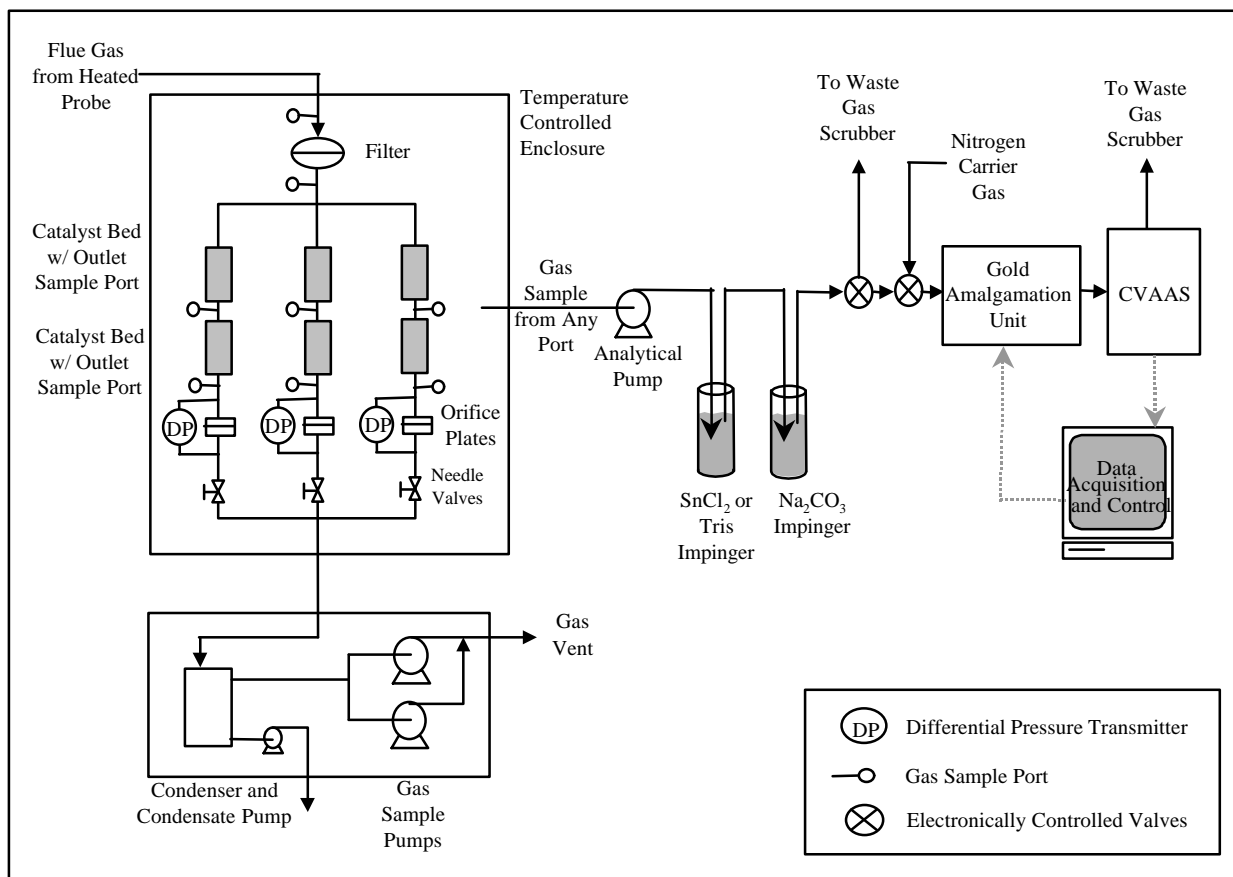 Flue Gas
from Heated
Probe
Temperature
Controlled
Enclosure
Filter
Catalyst Bed
w/ Outlet
Sample Port
Catalyst Bed
w/ Outlet
Sample Port
DP
DP
DP
Orifice
Plates
Needle
Valves
Gas
Sample
from Any
Port
Analytical
Pump
To Waste
Gas
Scrubber
Nitrogen
Carrier
Gas
To Waste
Gas
Scrubber
Gold
Amalgamation
Unit
CVAAS
SnCl₂ or
Tris
Impinger
Na₂CO₃
Impinger
Data
Acquisition
and Control
Gas
Vent
Condenser and
Condensate Pump
Gas
Sample
Pumps
DP
Differential Pressure Transmitter
Gas Sample Port
Electronically Controlled Valves